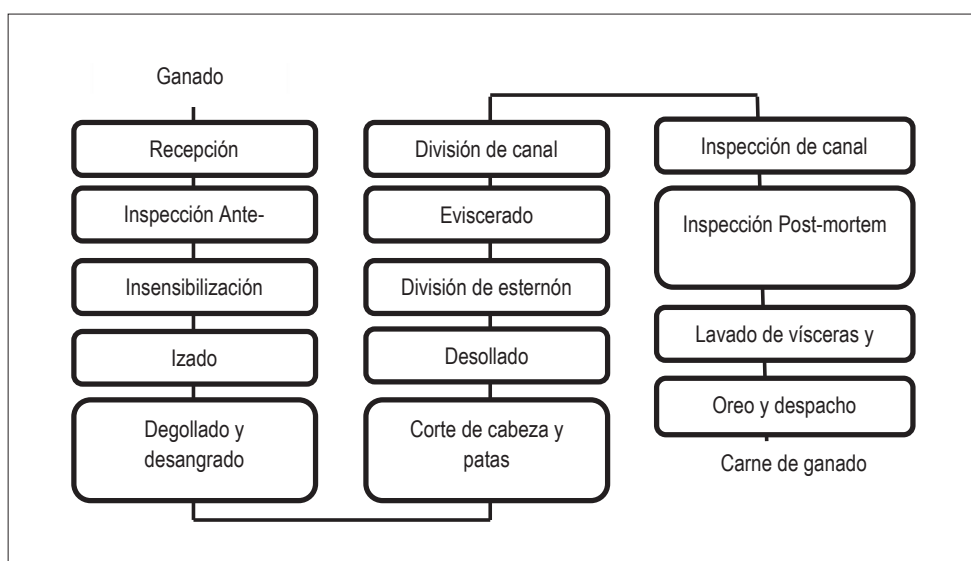 Ganado
Recepción
Inspección Ante-
Insensibilización
Izado
Degollado y
desangrado
División de canal
Eviscerado
División de esternón
Desollado
Corte de cabeza y
patas
Inspección de canal
Inspección Post-mortem
Lavado de vísceras y
Oreo y despacho
Carne de ganado